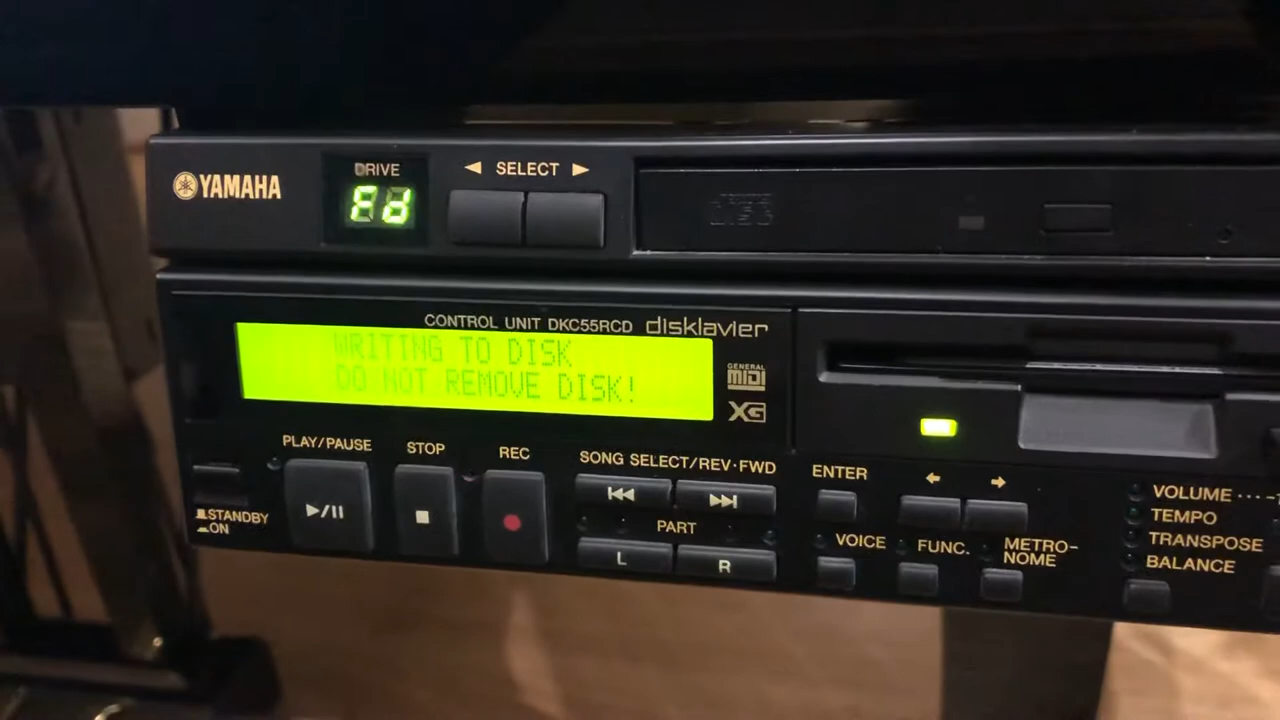 YAMAHA
DRIVE
Fd
◄ SELECT ►
CONTROL UNIT DKC55RCD disklavier
WRITING TO DISK
DO NOT REMOVE DISK!
GENERAL
MIDI
XG
PLAY/PAUSE
STOP
REC
SONG SELECT/REV·FWD
ENTER
PART
L
R
STANDBY
ON
VOICE
FUNC.
METRO-
NOME
VOLUME
TEMPO
TRANSPOSE
BALANCE